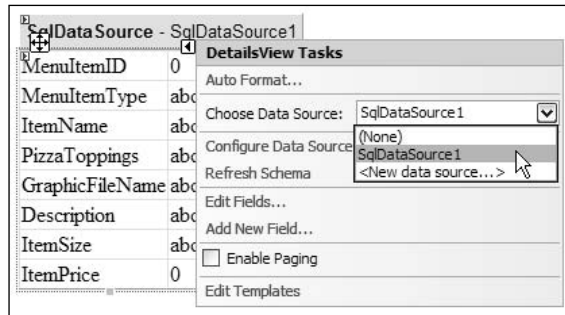 SqlDataSource - SqlDataSource1
DetailsView Tasks
MenuItemID 0
Auto Format...
MenuItemType abc
Choose Data Source: SqlDataSource1
ItemName abc
(None)
PizzaToppings abc
Configure Data Source
SqlDataSource1
Refresh Schema
<New data source...>
GraphicFileName abc
Edit Fields...
Description abc
Add New Field...
ItemSize abc
Enable Paging
ItemPrice 0
Edit Templates